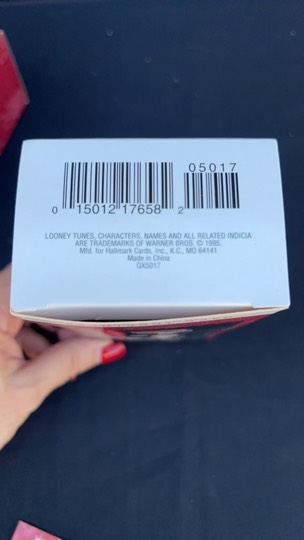 05017
0 15012 17658 2
LOONEY TUNES, CHARACTERS, NAMES AND ALL RELATED INDICIA
ARE TRADEMARKS OF WARNER BROS. © 1995.
Mfd. for Hallmark Cards, Inc., K.C., MO 64141
Made in China
QX5017